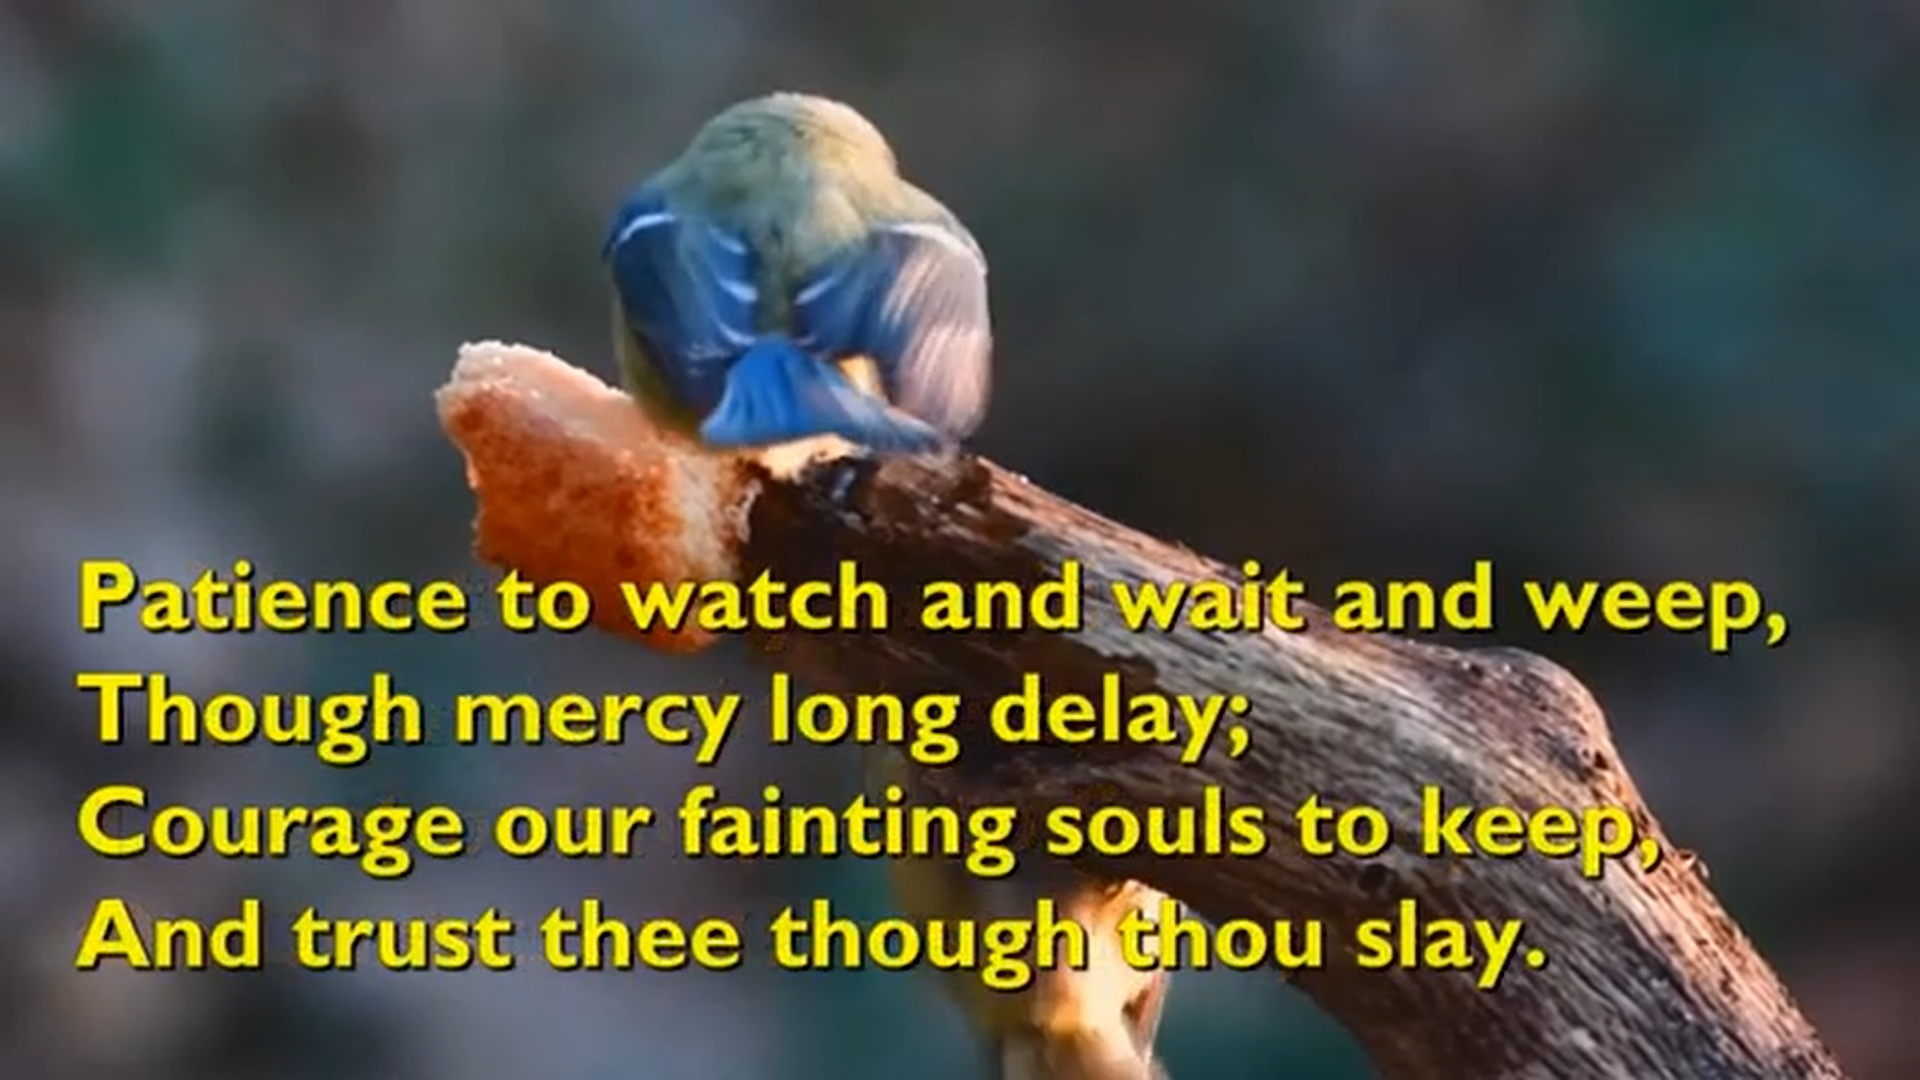 Patience to watch and wait and weep,
Though mercy long delay;
Courage our fainting souls to keep,
And trust thee though thou slay.